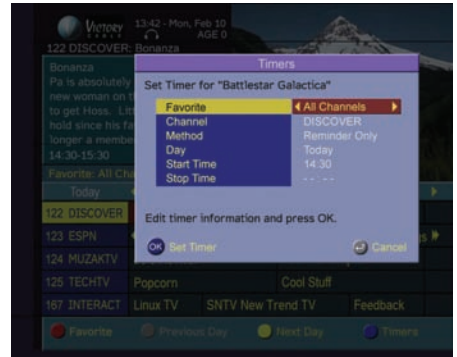 Victory
CABLE
13:42 - Mon, Feb 10
AGE 0
122 DISCOVER: Bonanza
Bonanza
Pa is absolutely
new woman on t
to get Hoss. Lit
hold since his fa
longer a membe
14:30-15:30
Favorite: All Cha
Today
Timers
Set Timer for "Battlestar Galactica"
Favorite All Channels
Channel DISCOVER
Method Reminder Only
Day Today
Start Time 14:30
Stop Time --:--
Edit timer information and press OK.
OK Set Timer Cancel
122 DISCOVER
123 ESPN
124 MUZAKTV
125 TECHTV Popcorn Cool Stuff
167 INTERACT Linux TV SNTV New Trend TV Feedback
Favorite Previous Day Next Day Timers